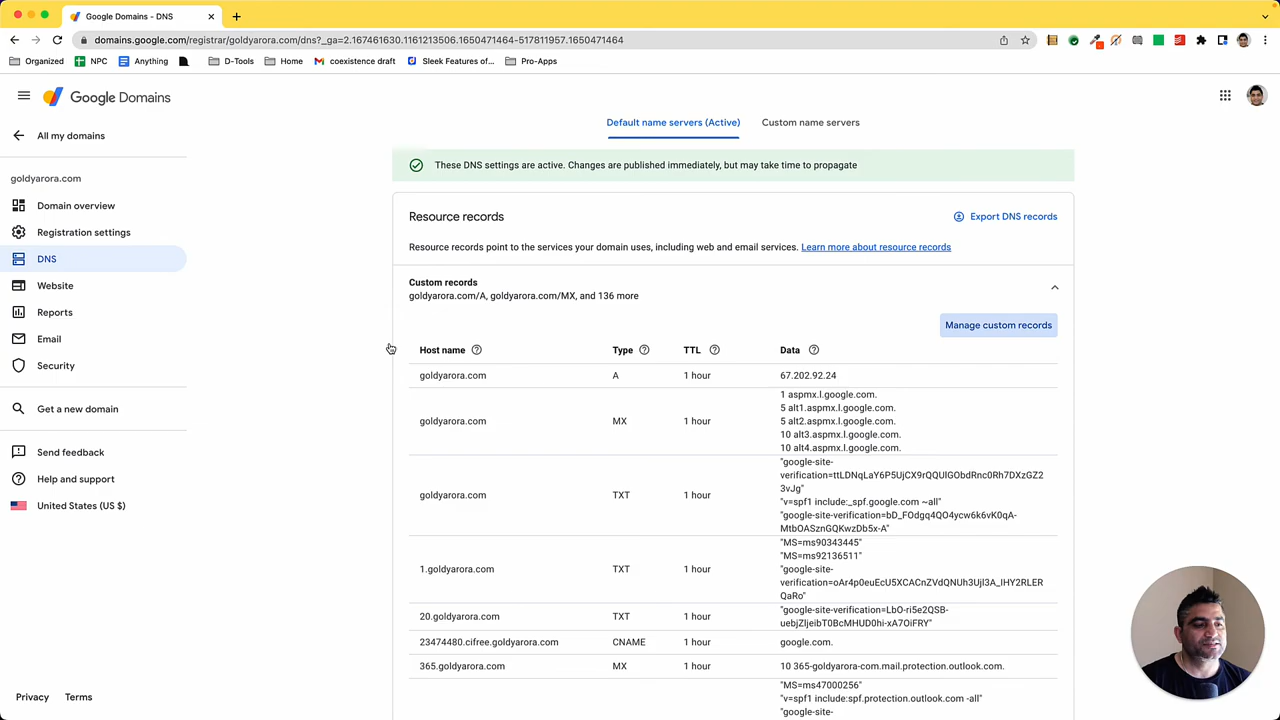 Google Domains - DNS
domains.google.com/registrar/goldyarora.com/dns?_ga=2.167461630.1161213506.1650471464-517811957.1650471464
Organized NPC Anything D-Tools Home coexistence draft Sleek Features of... Pro-Apps
Google Domains
All my domains
goldyarora.com
Domain overview
Registration settings
DNS
Website
Reports
Email
Security
Get a new domain
Send feedback
Help and support
United States (US $)
Privacy Terms
Default name servers (Active) Custom name servers
These DNS settings are active. Changes are published immediately, but may take time to propagate
Resource records Export DNS records
Resource records point to the services your domain uses, including web and email services. Learn more about resource records
Custom records
goldyarora.com/A, goldyarora.com/MX, and 136 more
Manage custom records
Host name Type TTL Data
goldyarora.com A 1 hour 67.202.92.24
goldyarora.com MX 1 hour
1 aspmx.l.google.com.
5 alt1.aspmx.l.google.com.
5 alt2.aspmx.l.google.com.
10 alt3.aspmx.l.google.com.
10 alt4.aspmx.l.google.com.
goldyarora.com TXT 1 hour
"google-site-
verification=ttLDNqLaY6P5UjCX9rQQUlGObdRnc0Rh7DXzGZ2
3vJg"
"v=spf1 include:_spf.google.com ~all"
"google-site-verification=bD_FOdgq4QO4ycw6k6vK0qA-
MtbOASznGQKwzDb5x-A"
1.goldyarora.com TXT 1 hour
"MS=ms90343445"
"MS=ms92136511"
"google-site-
verification=oAr4p0euEcU5XCACnZVdQNUh3Ujl3A_IHY2RLER
QaRo"
20.goldyarora.com TXT 1 hour
"google-site-verification=LbO-ri5e2QSB-
uebjZljeibT0BcMHUD0hi-xA7OiFRY"
23474480.cifree.goldyarora.com CNAME 1 hour google.com.
365.goldyarora.com MX 1 hour 10 365-goldyarora-com.mail.protection.outlook.com.
"MS=ms47000256"
"v=spf1 include:spf.protection.outlook.com -all"
"google-site-